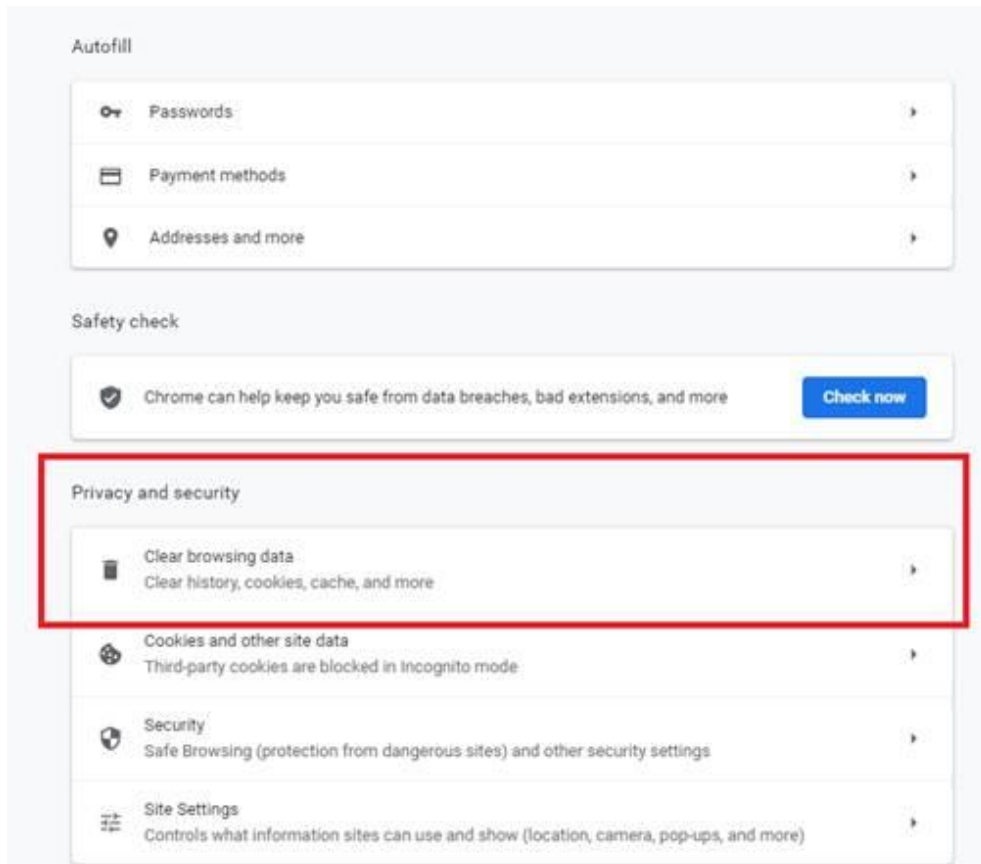 Autofill
Passwords
Payment methods
Addresses and more
Safety check
Chrome can help keep you safe from data breaches, bad extensions, and more
Check now
Privacy and security
Clear browsing data
Clear history, cookies, cache, and more
Cookies and other site data
Third-party cookies are blocked in Incognito mode
Security
Safe Browsing (protection from dangerous sites) and other security settings
Site Settings
Controls what information sites can use and show (location, camera, pop-ups, and more)